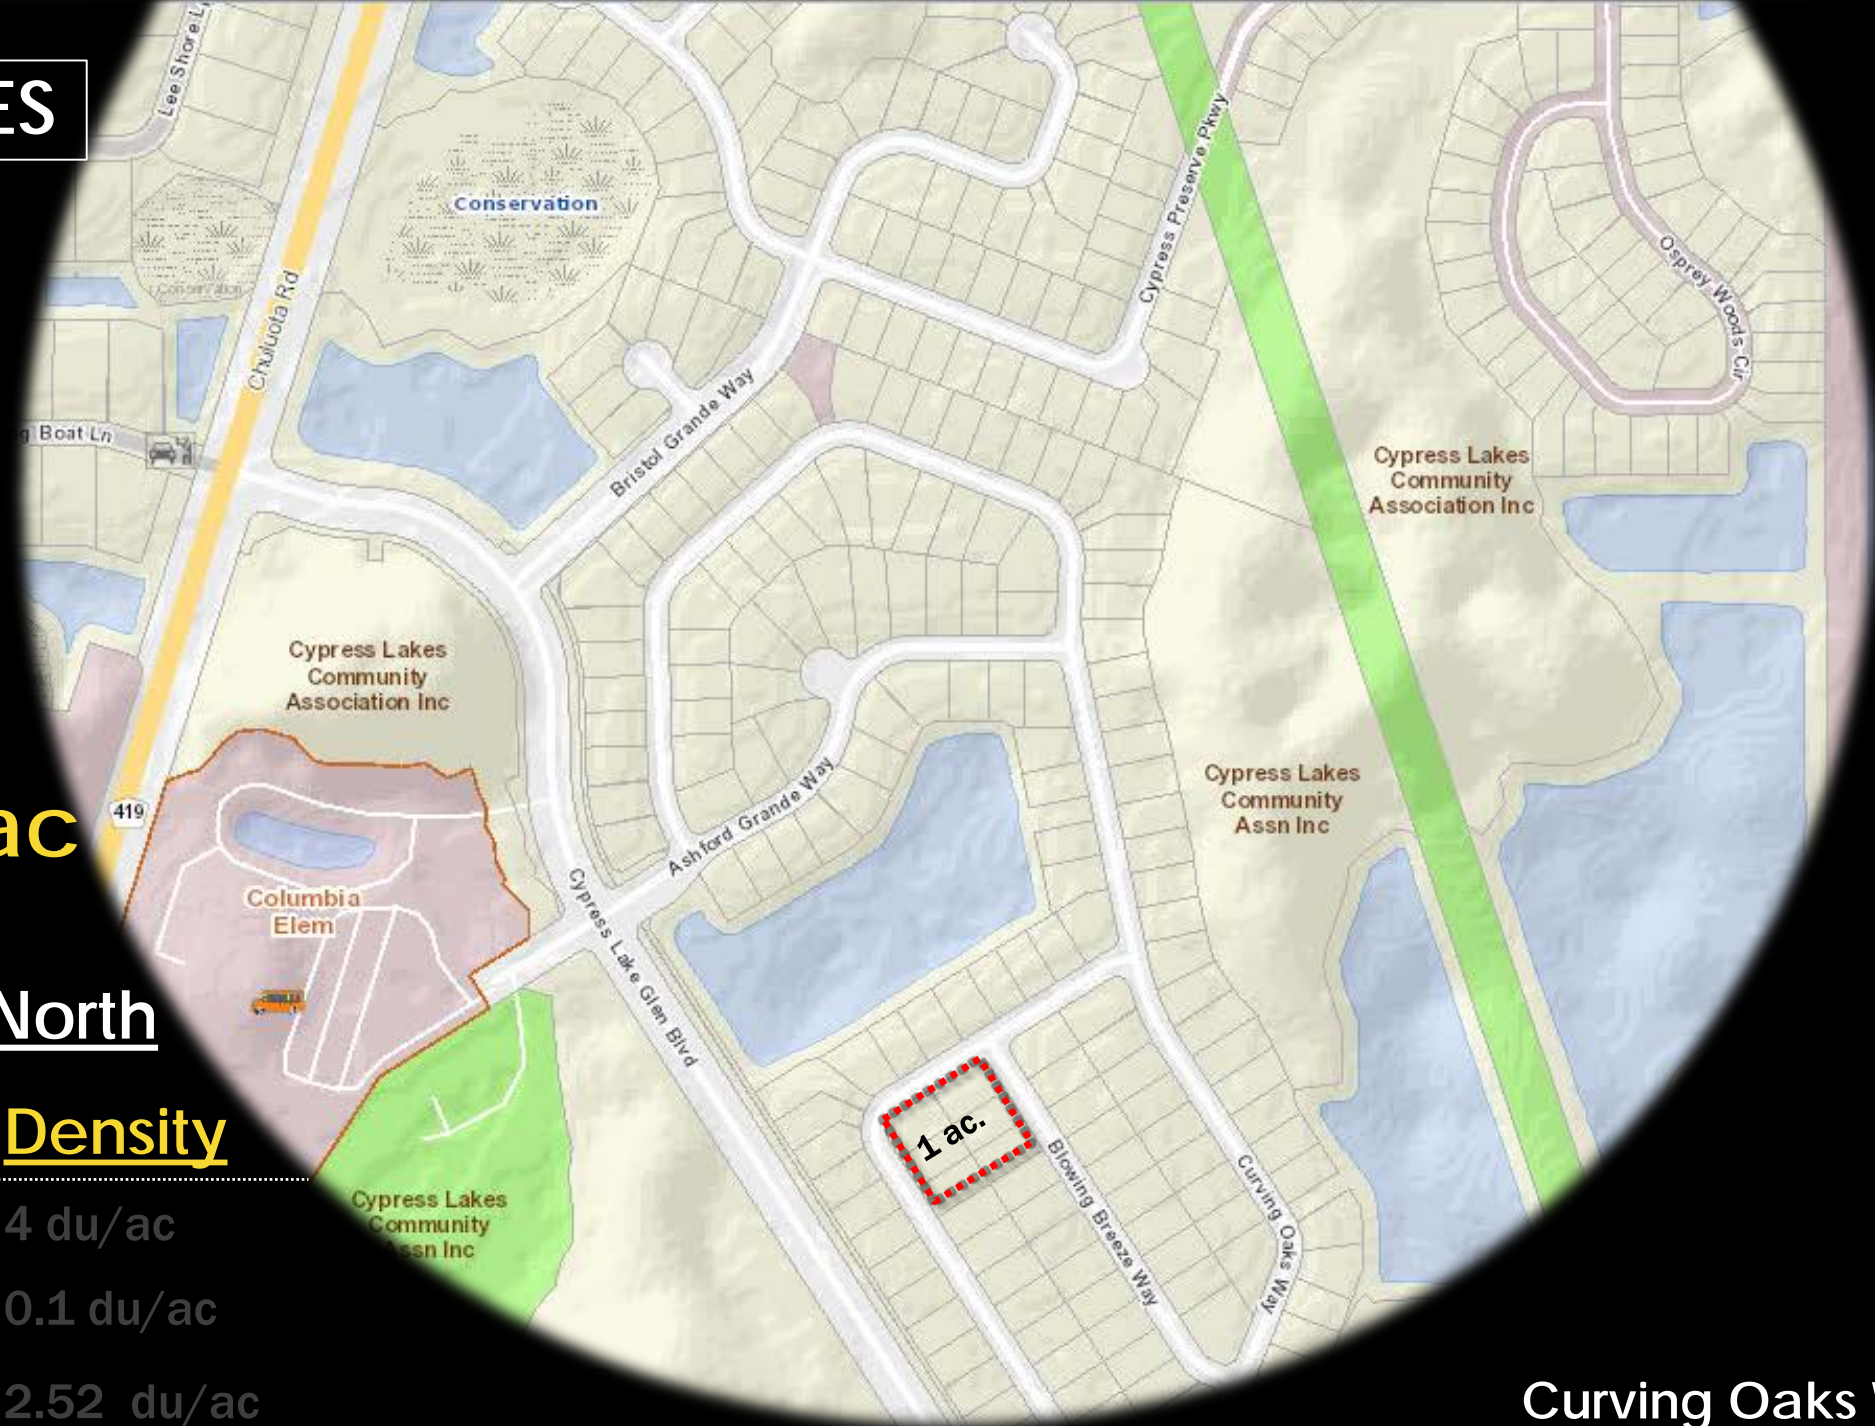 Lee Shore
ES
Conservation
Conservation
Cypress Preserve Pkwy
Osprey Woods Cir
Chuluota Rd
Boat Ln
Bristol Grande Way
Cypress Lakes
Community
Association Inc
Cypress Lakes
Community
Association Inc
Cypress Lakes
Community
Assn Inc
419
ac
Ashford Grande Way
Columbia
Elem
Cypress Lake Glen Blvd
North
Density
1 ac.
Blowing Breeze Way
Curving Oaks Way
Cypress Lakes
Community
Assn Inc
4 du/ac
0.1 du/ac
2.52 du/ac
Curving Oaks